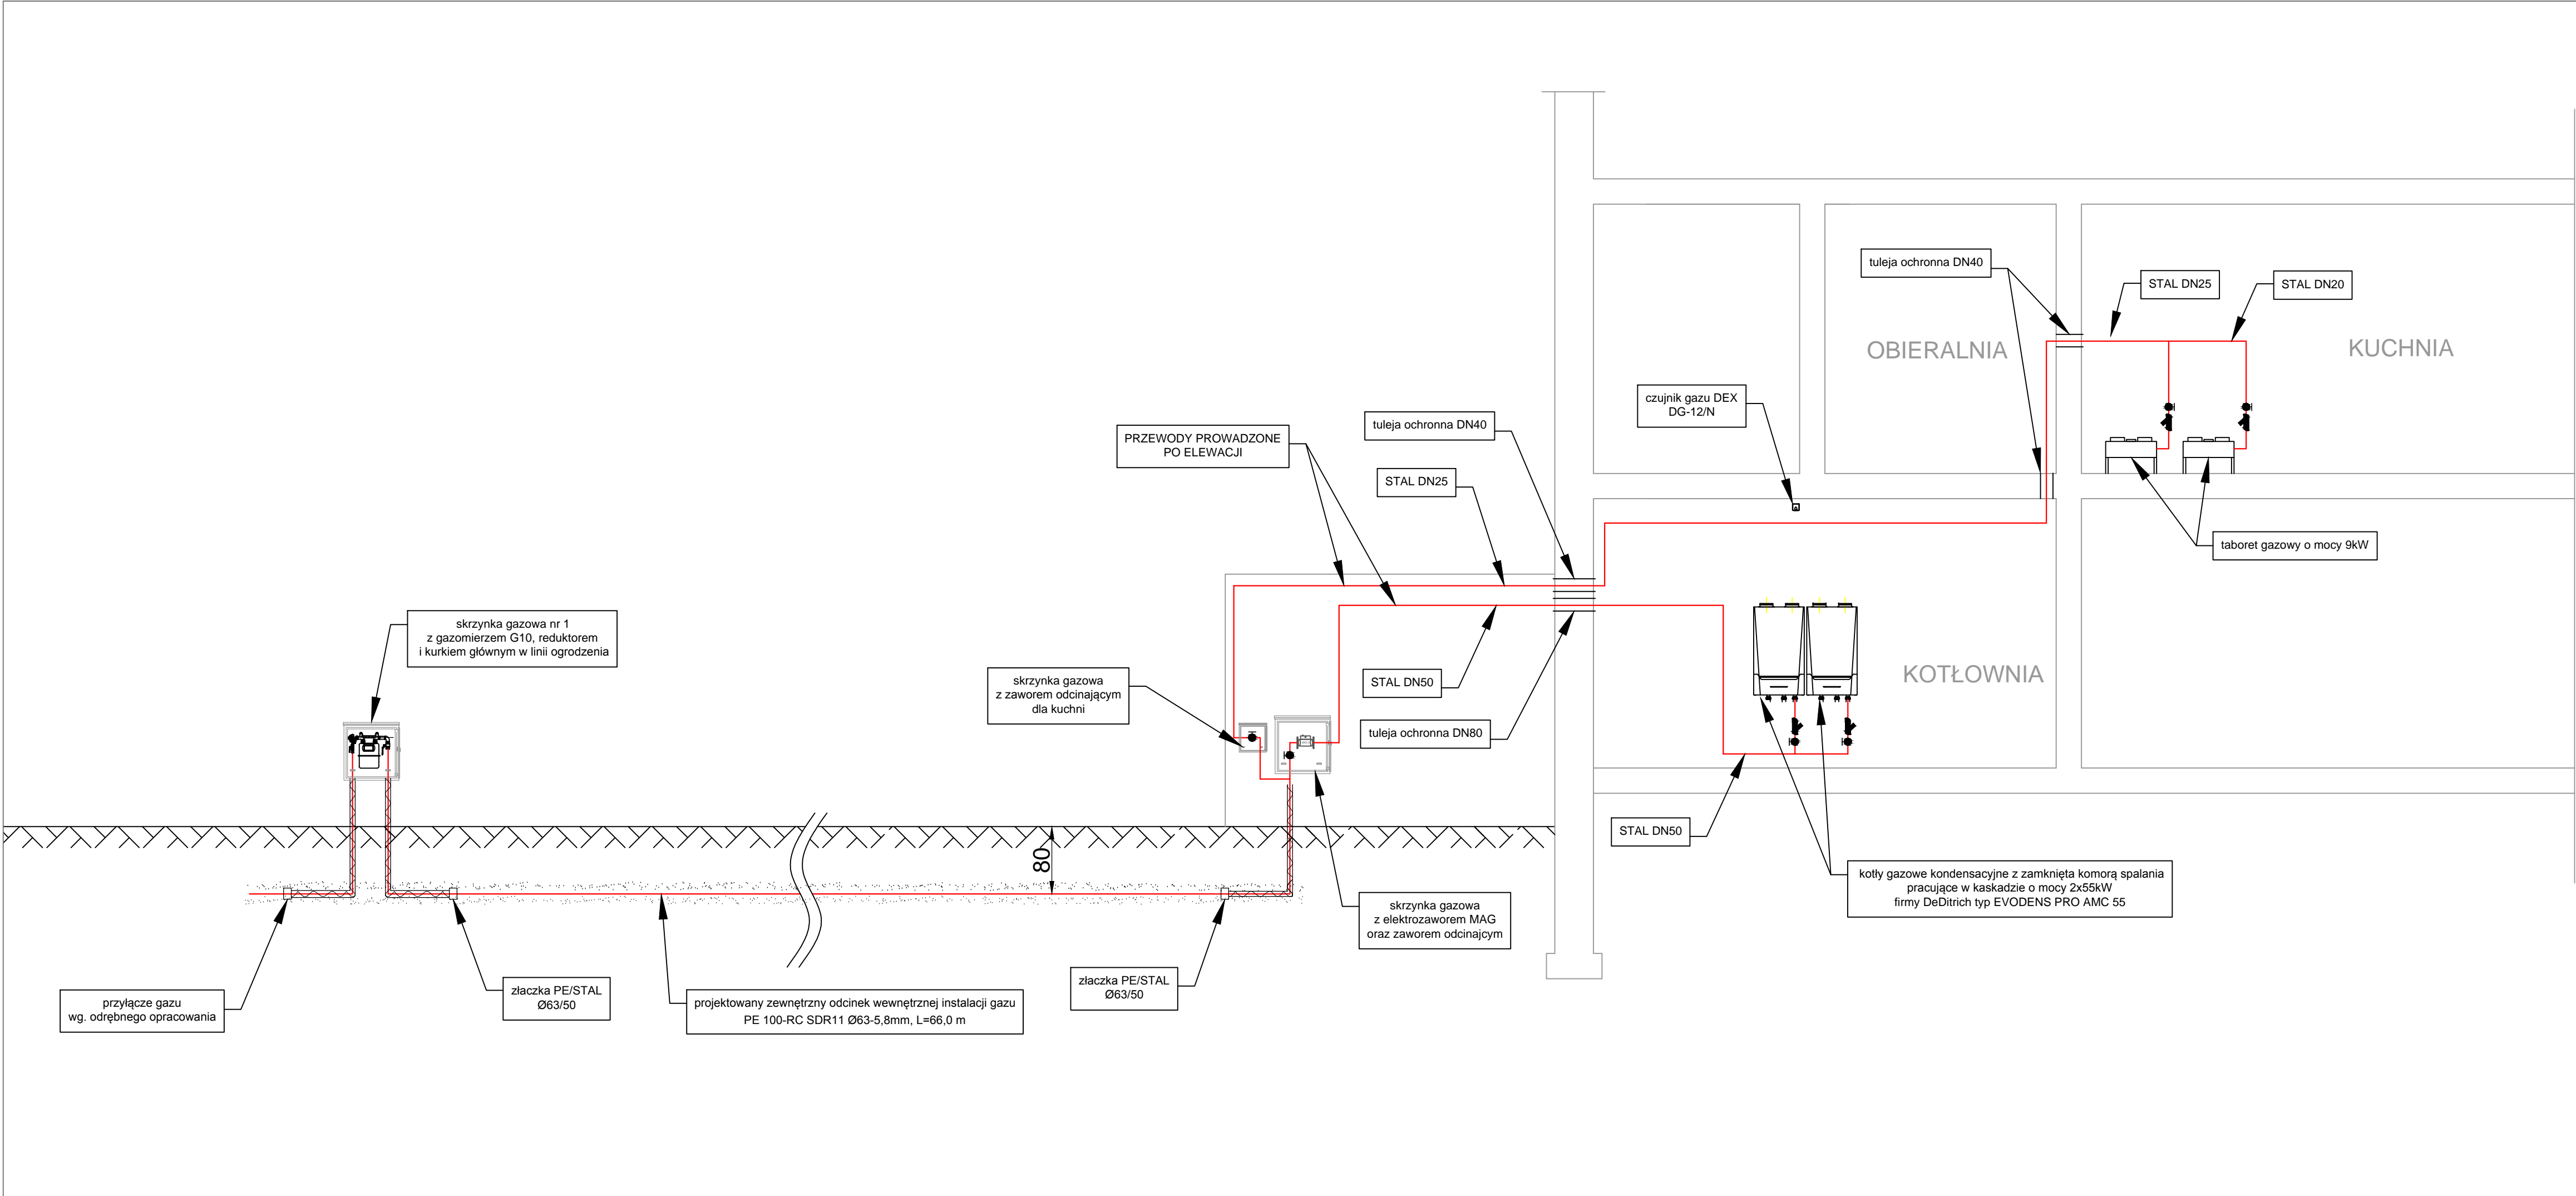 tuleja ochronna DN40
STAL DN25
STAL DN20
OBIERALNIA
KUCHNIA
czujnik gazu DEX
DG-12/N
tuleja ochronna DN40
PRZEWODY PROWADZONE
PO ELEWACJI
STAL DN25
taboret gazowy o mocy 9kW
skrzynka gazowa nr 1
z gazomierzem G10, reduktorem
i kurkiem głównym w linii ogrodzenia
skrzynka gazowa
z zaworem odcinającym
dla kuchni
STAL DN50
KOTŁOWNIA
tuleja ochronna DN80
STAL DN50
80
kotły gazowe kondensacyjne z zamknięta komorą spalania
pracujące w kaskadzie o mocy 2x55kW
firmy DeDitrich typ EVODENS PRO AMC 55
skrzynka gazowa
z elektrozaworem MAG
oraz zaworem odcinajcym
przyłącze gazu
wg. odrębnego opracowania
złaczka PE/STAL
Ø63/50
projektowany zewnętrzny odcinek wewnętrznej instalacji gazu
PE 100-RC SDR11 Ø63-5,8mm, L=66,0 m
złaczka PE/STAL
Ø63/50